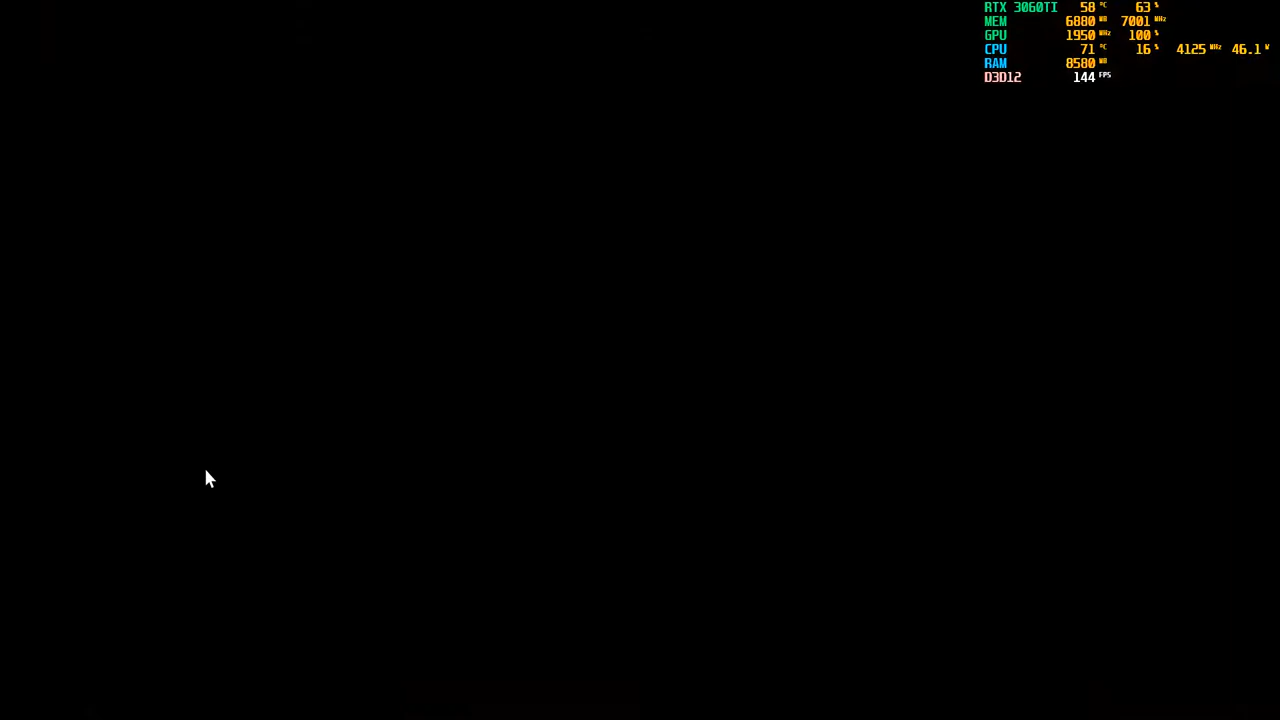 RTX 3060TI 58 °C 63 %
MEM 6880 MB 7001 MHz
GPU 1950 MHz 100 %
CPU 71 °C 16 % 4125 MHz 46.1 W
RAM 8580 MB
D3D12 144 FPS